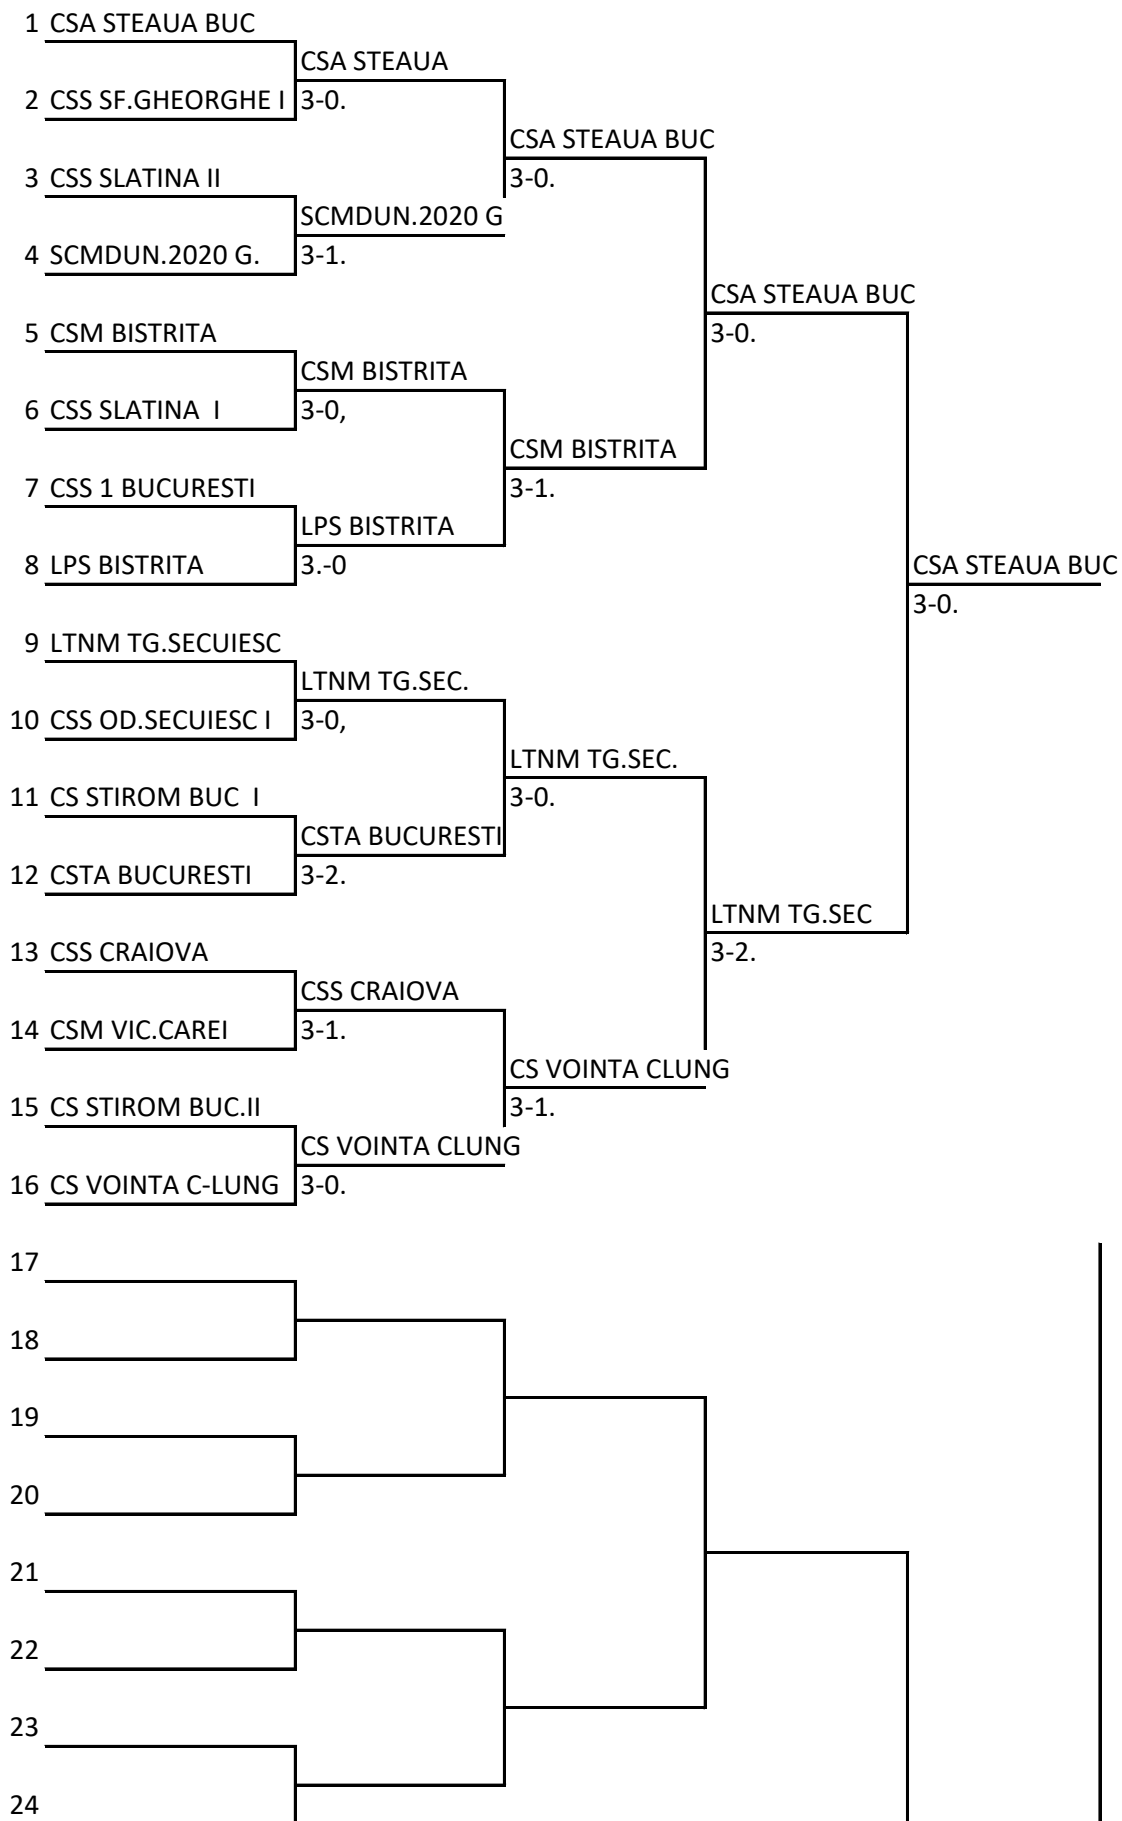 1 CSA STEAUA BUC
CSA STEAUA
2 CSS SF.GHEORGHE I 3-0.
CSA STEAUA BUC
3 CSS SLATINA II 3-0.
SCMDUN.2020 G
4 SCMDUN.2020 G. 3-1.
CSA STEAUA BUC
5 CSM BISTRITA 3-0.
CSM BISTRITA
6 CSS SLATINA I 3-0,
CSM BISTRITA
7 CSS 1 BUCURESTI 3-1.
LPS BISTRITA
8 LPS BISTRITA 3.-0 CSA STEAUA BUC
3-0.
9 LTNM TG.SECUIESC
LTNM TG.SEC.
10 CSS OD.SECUIESC I 3-0,
LTNM TG.SEC.
11 CS STIROM BUC I 3-0.
CSTA BUCURESTI
12 CSTA BUCURESTI 3-2.
LTNM TG.SEC
13 CSS CRAIOVA 3-2.
CSS CRAIOVA
14 CSM VIC.CAREI 3-1.
CS VOINTA CLUNG
15 CS STIROM BUC.II 3-1.
CS VOINTA CLUNG
16 CS VOINTA C-LUNG 3-0.
17
18
19
20
21
22
23
24